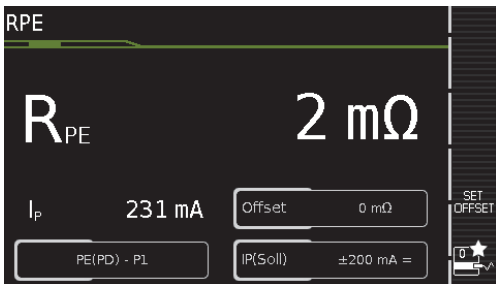 RPE
RPE 2 mΩ
IP 231 mA
Offset 0 mΩ
SET
OFFSET
PE(PD) - P1
IP(Soll) ±200 mA =
0